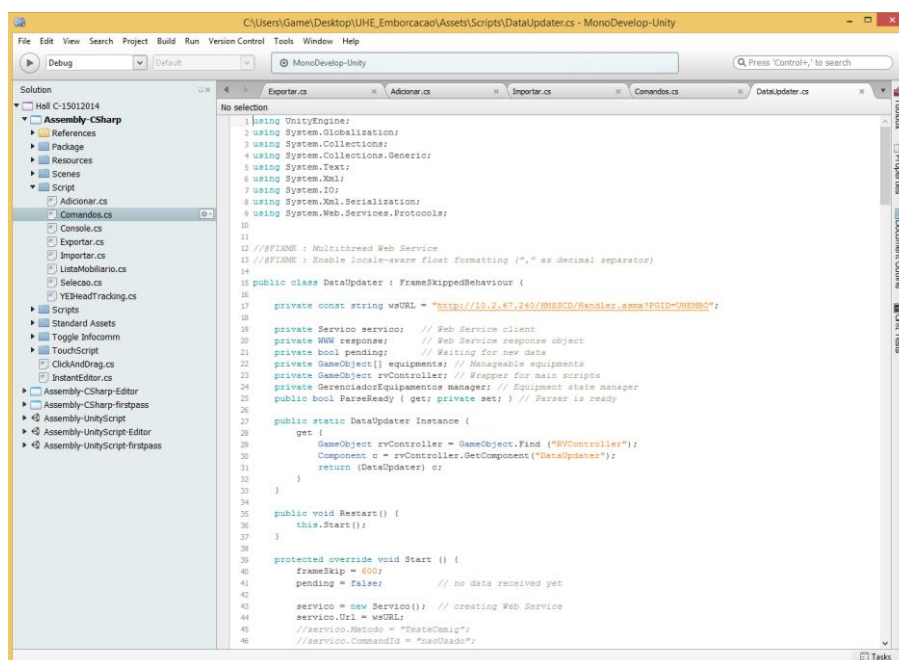 C:\Users\Game\Desktop\UHE_Emborcacao\Assets\Scripts\DataUpdater.cs - MonoDevelop-Unity
File Edit View Search Project Build Run Version Control Tools Window Help
Debug Default MonoDevelop-Unity Press 'Control+,' to search
Solution
Hall C-15012014
Assembly-CSharp
References
Package
Resources
Scenes
Script
Adicionar.cs
Comandos.cs
Console.cs
Exportar.cs
Importar.cs
ListaMobiliario.cs
Selecao.cs
YEIHeadTracking.cs
Scripts
Standard Assets
Toggle Infocomm
TouchScript
ClickAndDrag.cs
InstantEditor.cs
Assembly-CSharp-Editor
Assembly-CSharp-firstpass
Assembly-UnityScript
Assembly-UnityScript-Editor
Assembly-UnityScript-firstpass
Exportar.cs Adicionar.cs Importar.cs Comandos.cs DataUpdater.cs
No selection
1 using UnityEngine;
2 using System.Globalization;
3 using System.Collections;
4 using System.Collections.Generic;
5 using System.Text;
6 using System.Xml;
7 using System.IO;
8 using System.Xml.Serialization;
9 using System.Web.Services.Protocols;
10
11
12 //@FIXME : Multithread Web Service
13 //@FIXME : Enable locale-aware float formatting ("," as decimal separator)
14
15 public class DataUpdater : FrameSkippedBehaviour {
16
17 private const string wsURL = "http://10.2.67.240/HMSSCD/Handler.asmx?PGID=UHEMBO";
18
19 private Servico servico; // Web Service client
20 private WWW response; // Web Service response object
21 private bool pending; // Waiting for new data
22 private GameObject[] equipments; // Manageable equipments
23 private GameObject rvController; // Wrapper for main scripts
24 private GerenciadorEquipamentos manager; // Equipment state manager
25 public bool ParseReady { get; private set; } // Parser is ready
26
27 public static DataUpdater Instance {
28 get {
29 GameObject rvController = GameObject.Find ("RVController");
30 Component c = rvController.GetComponent("DataUpdater");
31 return (DataUpdater) c;
32 }
33 }
34
35 public void Restart() {
36 this.Start();
37 }
38
39 protected override void Start () {
40 frameSkip = 600;
41 pending = false; // no data received yet
42
43 servico = new Servico(); // creating Web Service
44 servico.Url = wsURL;
45 //servico.Metodo = "TesteCemig";
46 //servico.CommandId = "naoUsado";
Properties
Document Outline
Unit Tests
Tasks